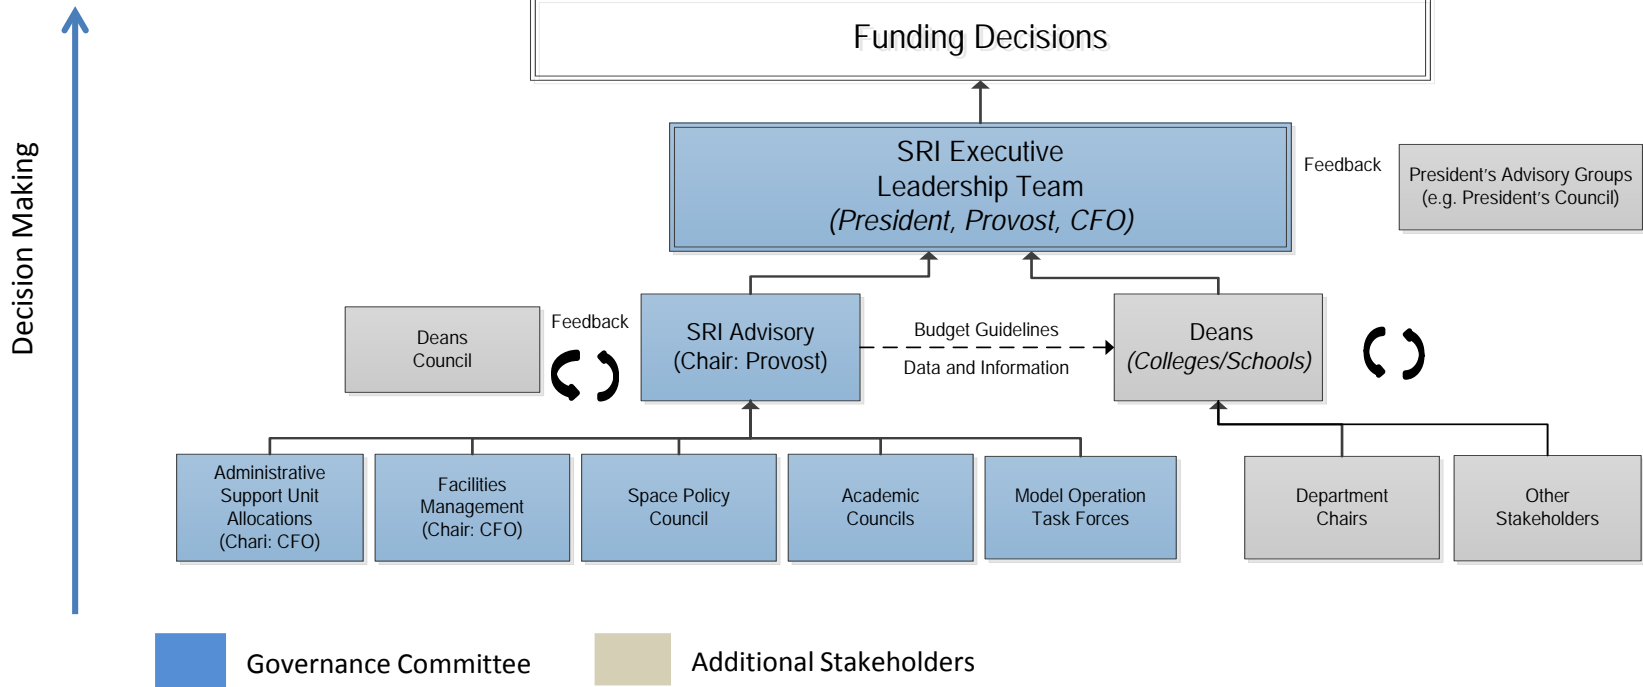 Funding Decisions
Decision Making
SRI Executive
Leadership Team
(President, Provost, CFO)
Feedback
President's Advisory Groups
(e.g. President's Council)
Deans
Council
Feedback
SRI Advisory
(Chair: Provost)
Budget Guidelines
Data and Information
Deans
(Colleges/Schools)
Administrative
Support Unit
Allocations
(Chari: CFO)
Facilities
Management
(Chair: CFO)
Space Policy
Council
Academic
Councils
Model Operation
Task Forces
Department
Chairs
Other
Stakeholders
Governance Committee
Additional Stakeholders